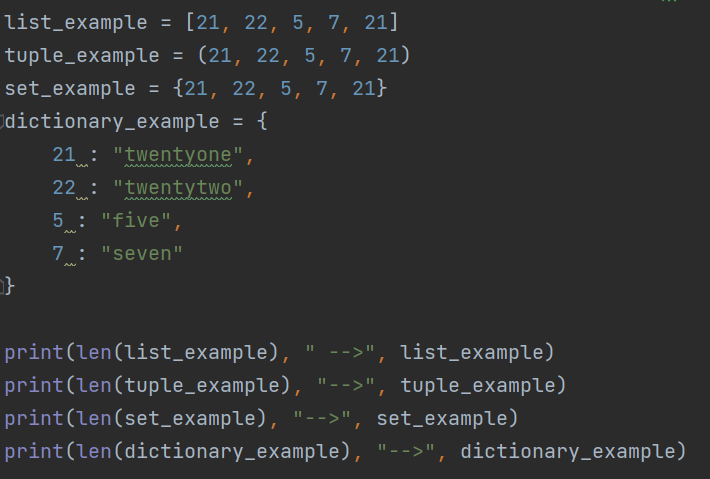 list_example = [21, 22, 5, 7, 21]
tuple_example = (21, 22, 5, 7, 21)
set_example = {21, 22, 5, 7, 21}
dictionary_example = {
    21 : "twentyone",
    22 : "twentytwo",
    5 : "five",
    7 : "seven"
}
print(len(list_example), " -->", list_example)
print(len(tuple_example), "-->", tuple_example)
print(len(set_example), "-->", set_example)
print(len(dictionary_example), "-->", dictionary_example)